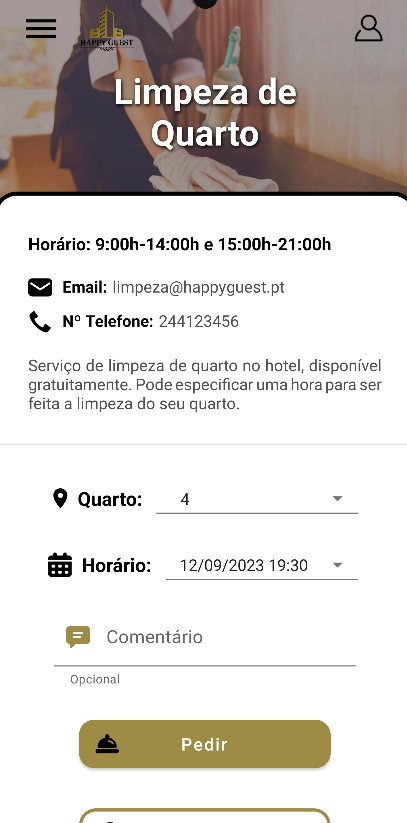 HAPPY GUEST
Limpeza de
Quarto
Horário: 9:00h-14:00h e 15:00h-21:00h
Email: limpeza@happyguest.pt
Nº Telefone: 244123456
Serviço de limpeza de quarto no hotel, disponível
gratuitamente. Pode especificar uma hora para ser
feita a limpeza do seu quarto.
Quarto: 4
Horário: 12/09/2023 19:30
Comentário
Opcional
Pedir